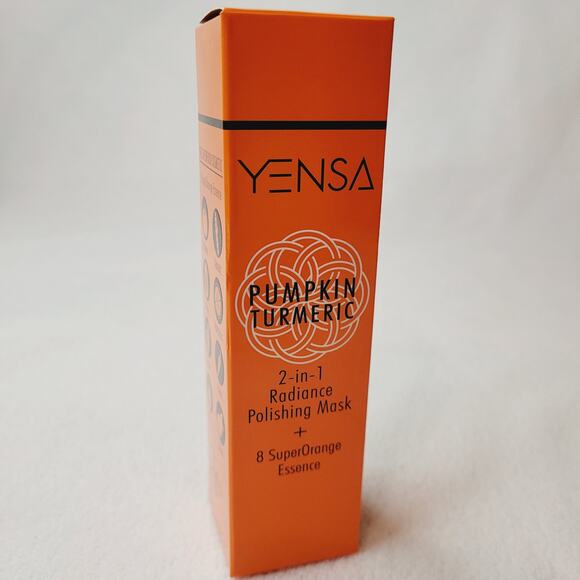 YENSA
PUMPKIN
TURMERIC
2-in-1
Radiance
Polishing Mask
+
8 SuperOrange
Essence